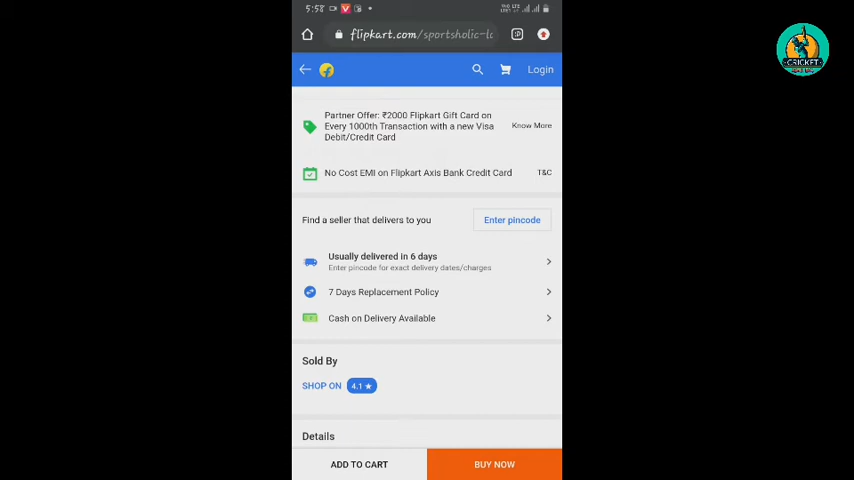 5:58
flipkart.com/sportsholic-lo
Login
Partner Offer: ₹2000 Flipkart Gift Card on
Every 1000th Transaction with a new Visa
Debit/Credit Card
Know More
No Cost EMI on Flipkart Axis Bank Credit Card
T&C
Find a seller that delivers to you
Enter pincode
Usually delivered in 6 days
Enter pincode for exact delivery dates/charges
7 Days Replacement Policy
Cash on Delivery Available
Sold By
SHOP ON 4.1 ★
Details
ADD TO CART
BUY NOW
CRICKET